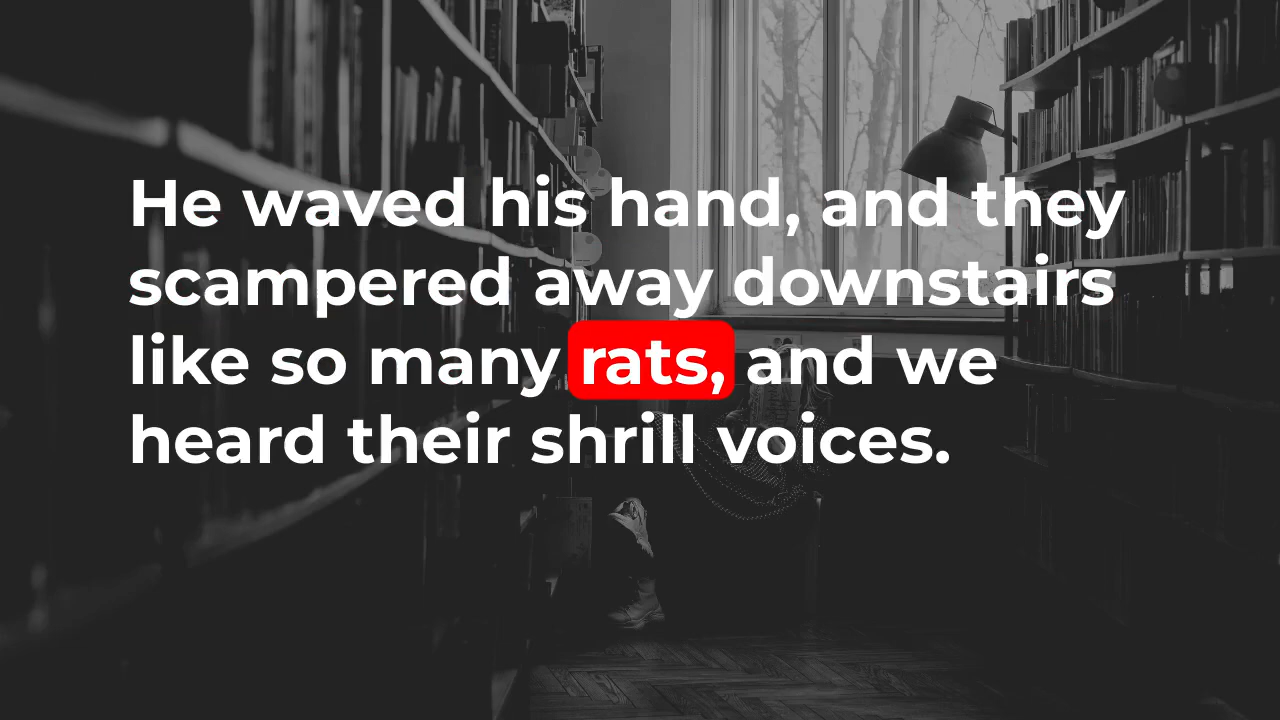 He waved his hand, and they
scampered away downstairs
like so many rats, and we
heard their shrill voices.